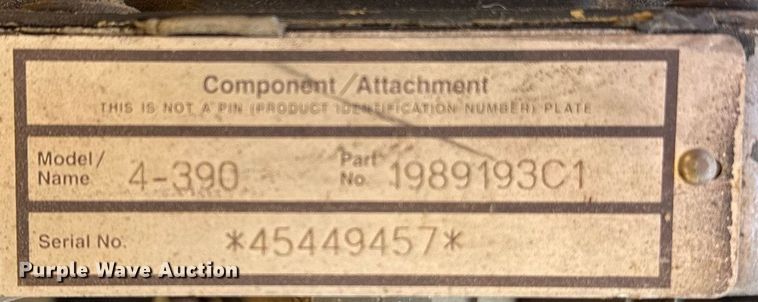 Component/Attachment
THIS IS NOT A PIN (PRODUCT IDENTIFICATION NUMBER) PLATE
Model/Name 4-390 Part No. 1989193C1
Serial No. *45449457*
Purple Wave Auction